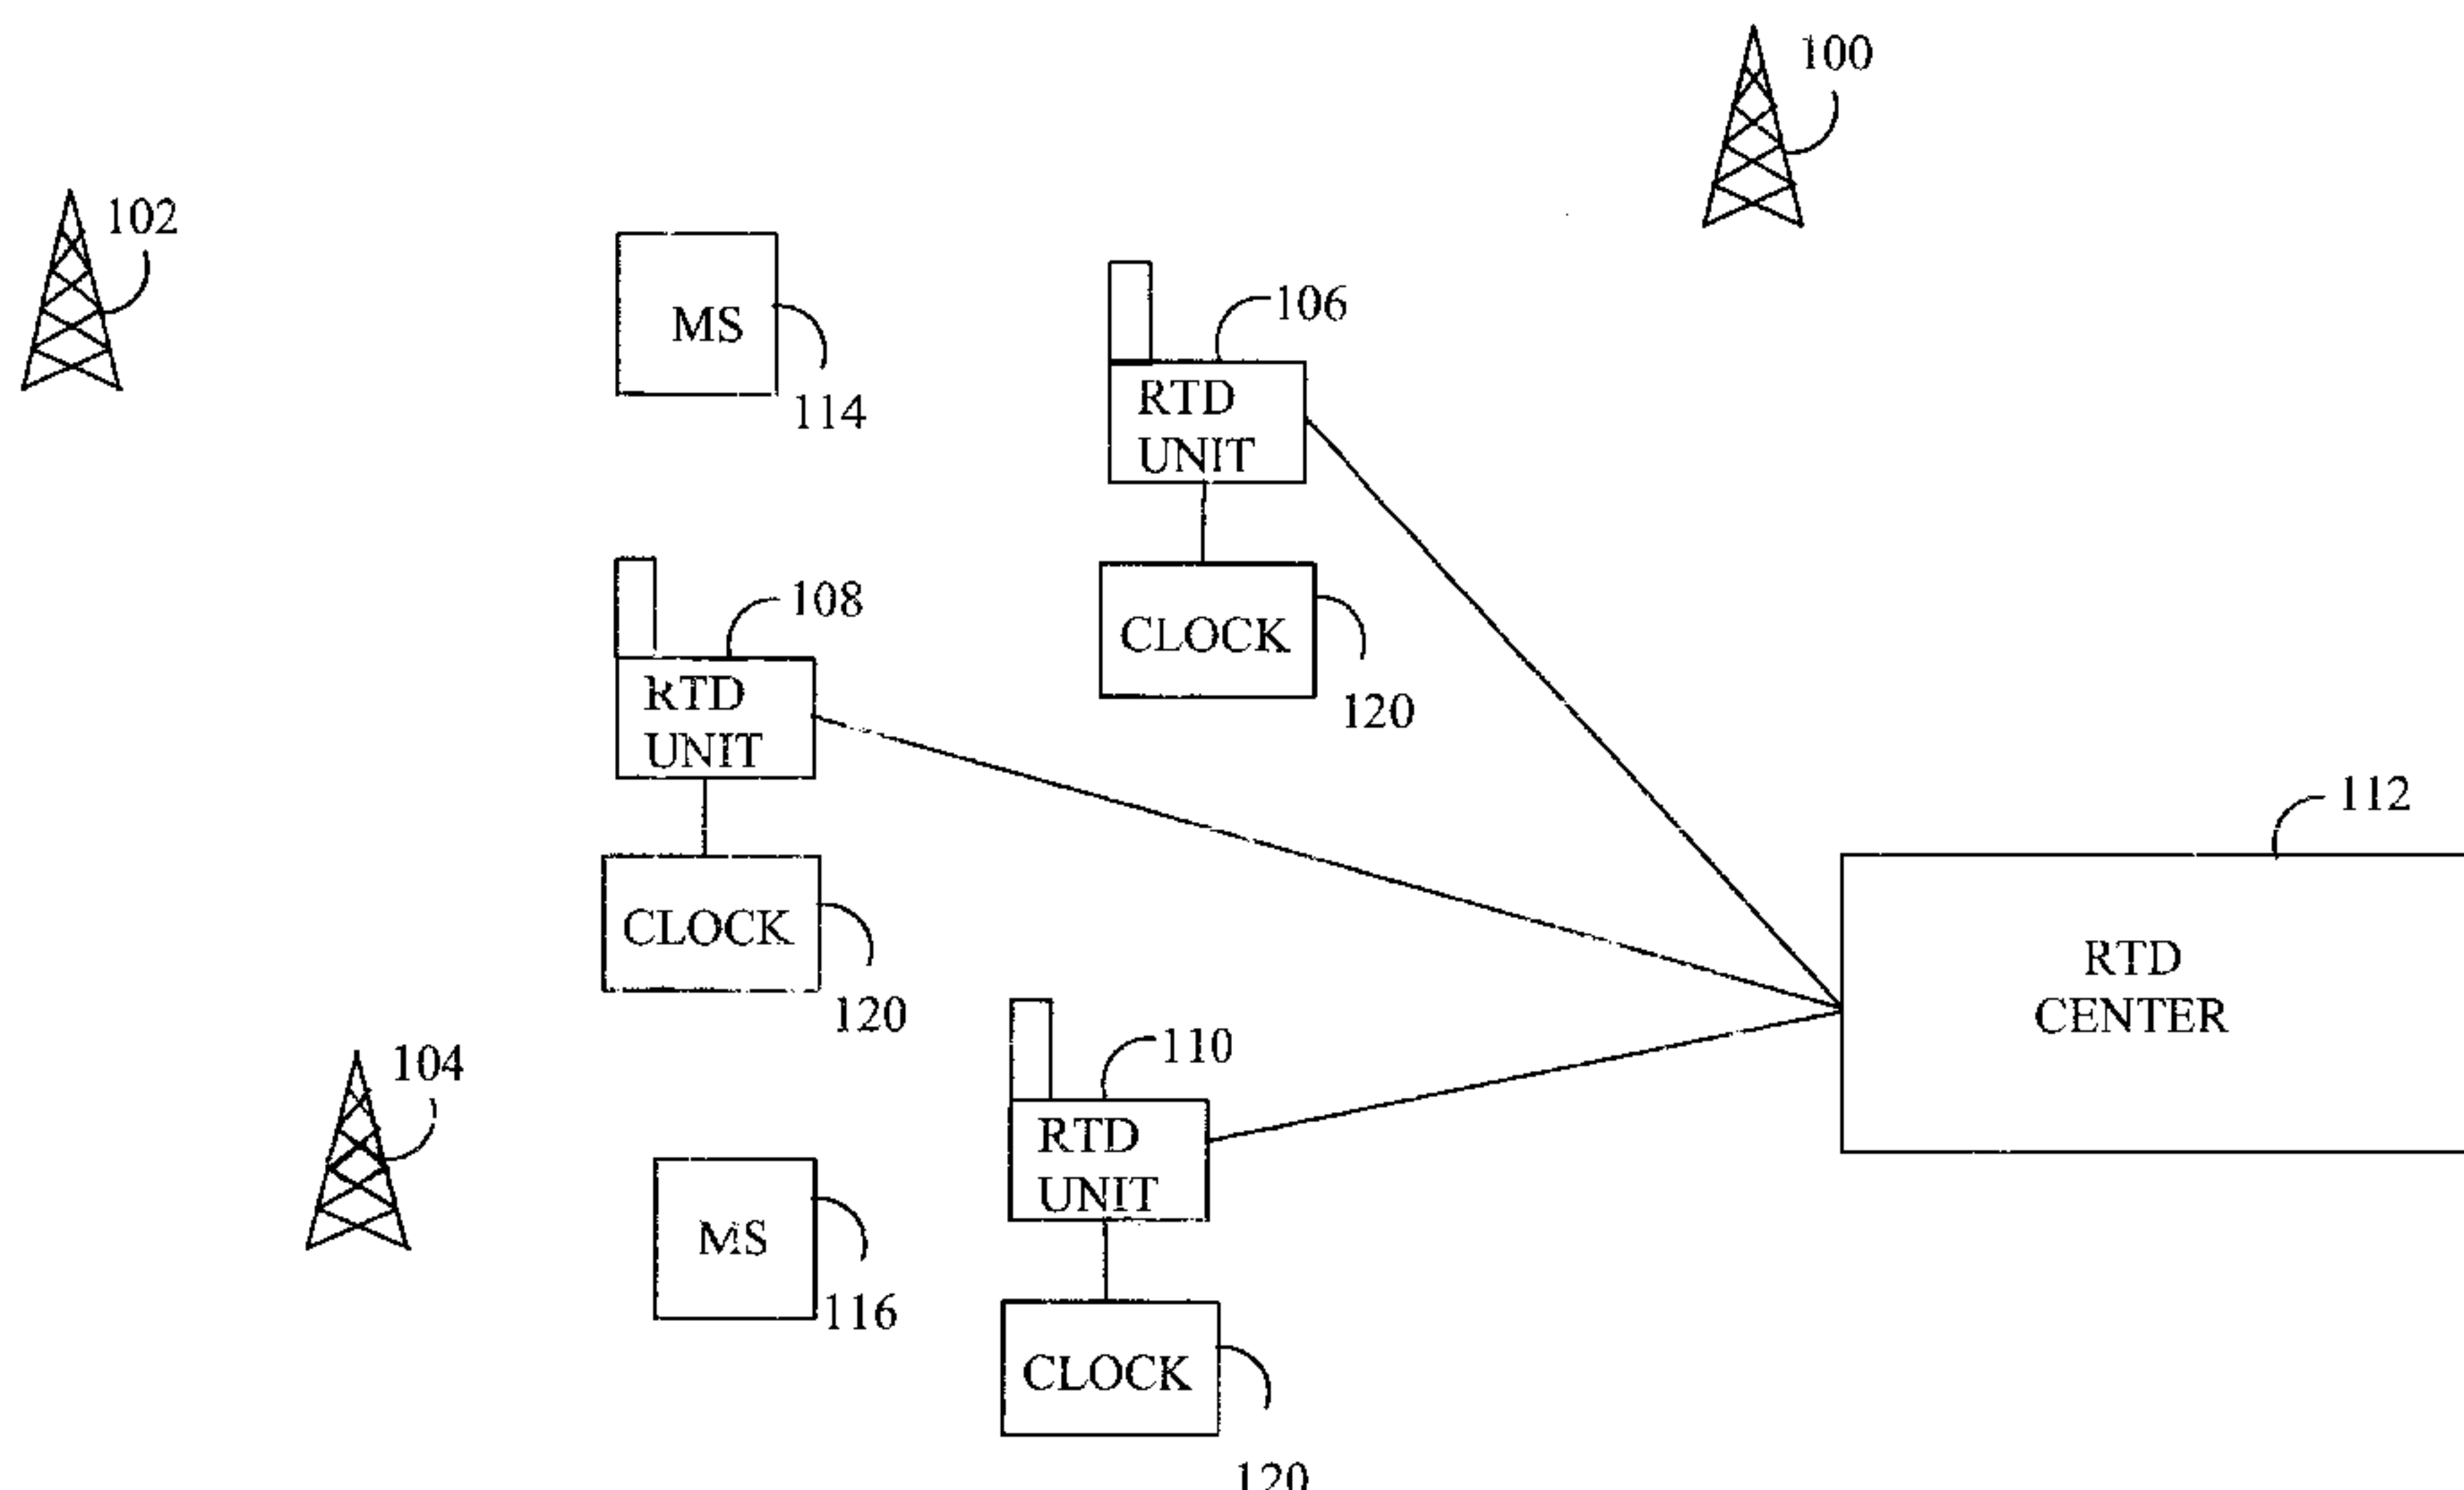 100
102
MS
114
106
RTD
UNIT
CLOCK
120
108
RTD
UNIT
CLOCK
120
112
RTD
CENTER
104
110
RTD
UNIT
MS
116
CLOCK
120